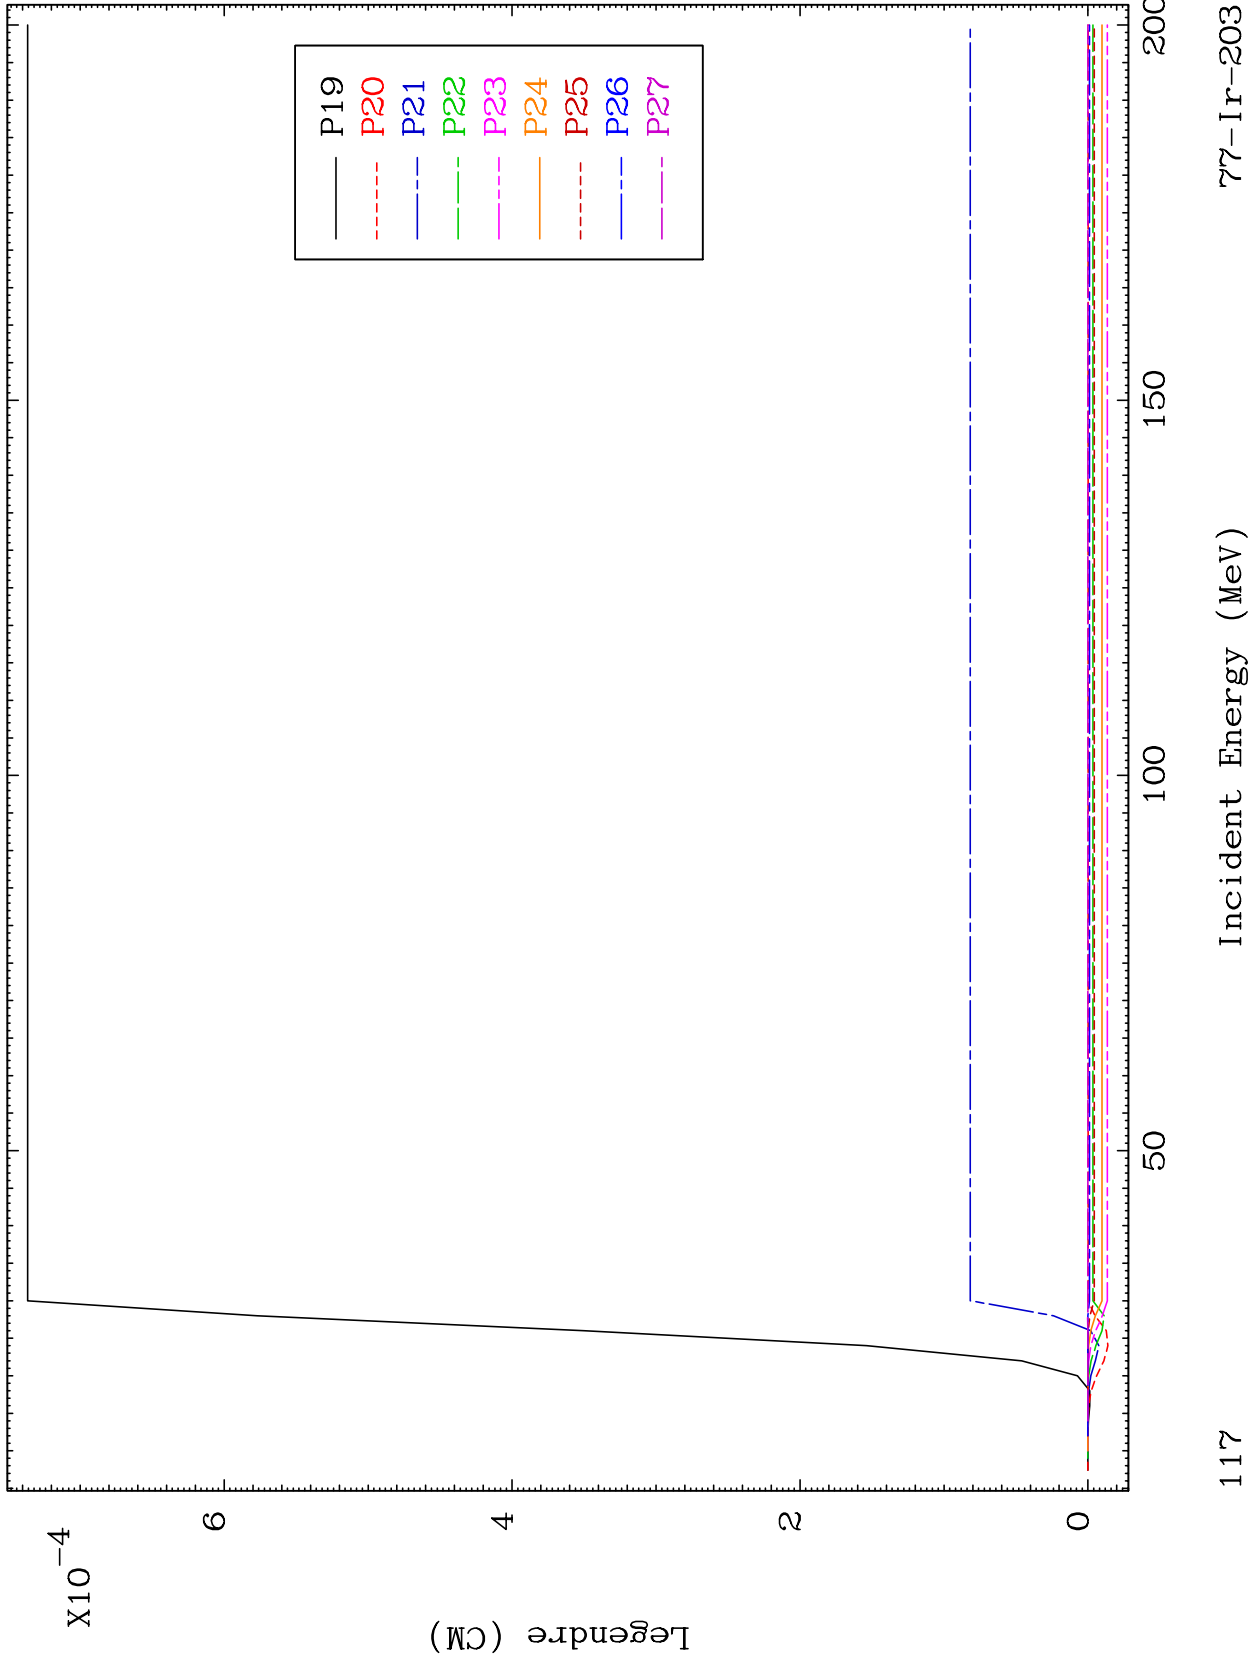 X10-4
6
4
2
0
Legendre (CM)
P19
P20
P21
P22
P23
P24
P25
P26
P27
50
100
150
200
117
Incident Energy (MeV)
77-Ir-203